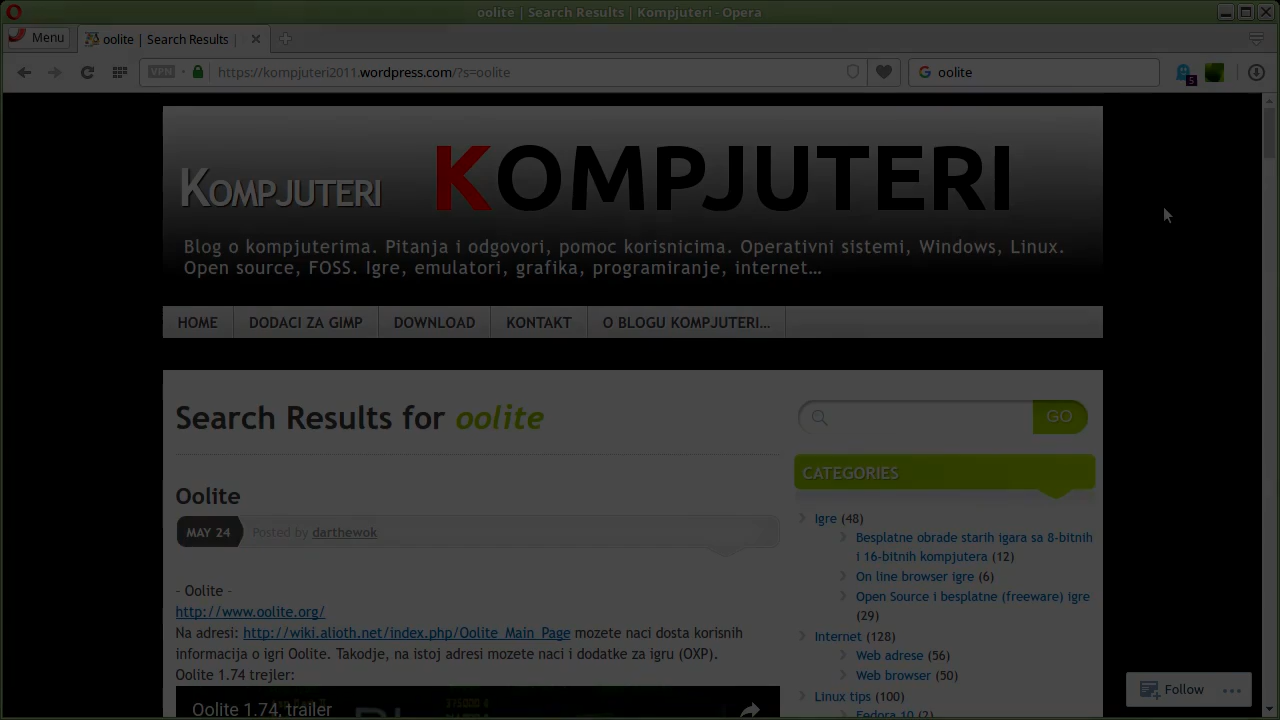 oolite | Search Results | Kompjuteri - Opera
Menu
oolite | Search Results |
VPN
https://kompjuteri2011.wordpress.com/?s=oolite
oolite
5
KOMPJUTERI
KOMPJUTERI
Blog o kompjuterima. Pitanja i odgovori, pomoc korisnicima. Operativni sistemi, Windows, Linux.
Open source, FOSS. Igre, emulatori, grafika, programiranje, internet...
HOME
DODACI ZA GIMP
DOWNLOAD
KONTAKT
O BLOGU KOMPJUTERI...
Search Results for oolite
GO
CATEGORIES
Oolite
MAY 24
Posted by darthewok
Igre (48)
Besplatne obrade starih igara sa 8-bitnih
i 16-bitnih kompjutera (12)
On line browser igre (6)
Open Source i besplatne (freeware) igre
(29)
Internet (128)
Web adrese (56)
Web browser (50)
Linux tips (100)
Fedora 10 (2)
- Oolite -
http://www.oolite.org/
Na adresi: http://wiki.alioth.net/index.php/Oolite_Main_Page mozete naci dosta korisnih
informacija o igri Oolite. Takodje, na istoj adresi mozete naci i dodatke za igru (OXP).
Oolite 1.74 trejler:
Oolite 1.74, trailer
Follow